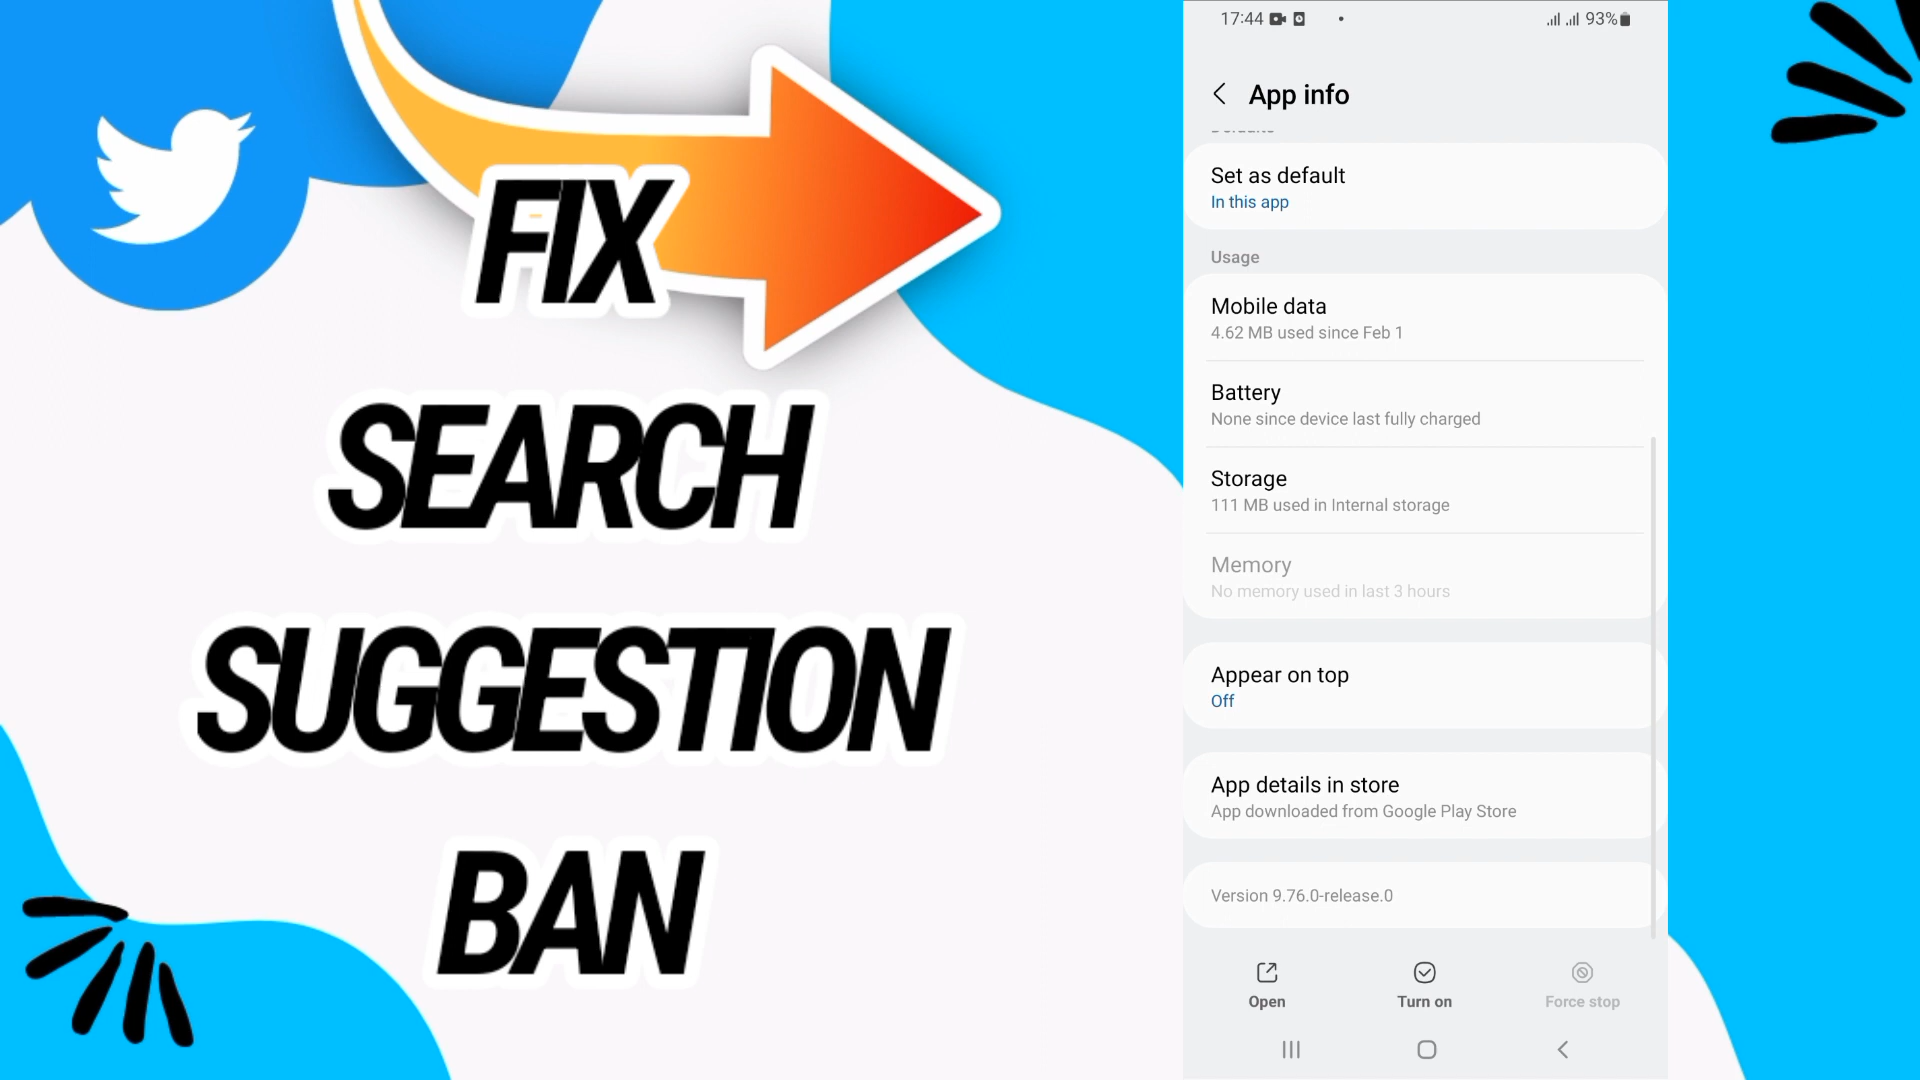 FIX
SEARCH
SUGGESTION
BAN
17:44
93%
App info
Set as default
In this app
Usage
Mobile data
4.62 MB used since Feb 1
Battery
None since device last fully charged
Storage
111 MB used in Internal storage
Memory
No memory used in last 3 hours
Appear on top
Off
App details in store
App downloaded from Google Play Store
Version 9.76.0-release.0
Open
Turn on
Force stop